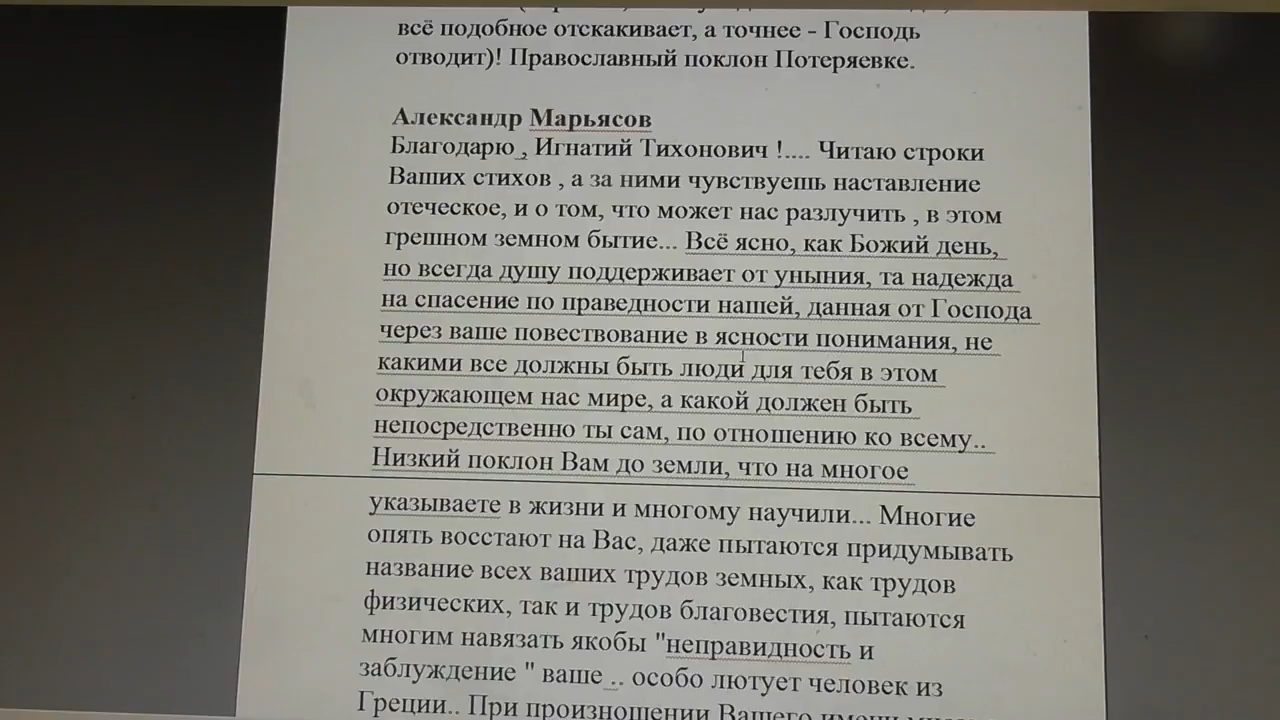 всё подобное отскакивает, а точнее - Господь
отводит)! Православный поклон Потеряевке.
Александр Марьясов
Благодарю , Игнатий Тихонович !.... Читаю строки
Ваших стихов , а за ними чувствуешь наставление
отеческое, и о том, что может нас разлучить , в этом
грешном земном бытие... Всё ясно, как Божий день,
но всегда душу поддерживает от уныния, та надежда
на спасение по праведности нашей, данная от Господа
через ваше повествование в ясности понимания, не
какими все должны быть люди для тебя в этом
окружающем нас мире, а какой должен быть
непосредственно ты сам, по отношению ко всему..
Низкий поклон Вам до земли, что на многое
указываете в жизни и многому научили... Многие
опять восстают на Вас, даже пытаются придумывать
название всех ваших трудов земных, как трудов
физических, так и трудов благовестия, пытаются
многим навязать якобы "неправидность и
заблуждение " ваше .. особо лютует человек из
Греции.. При произношении Вашего имени